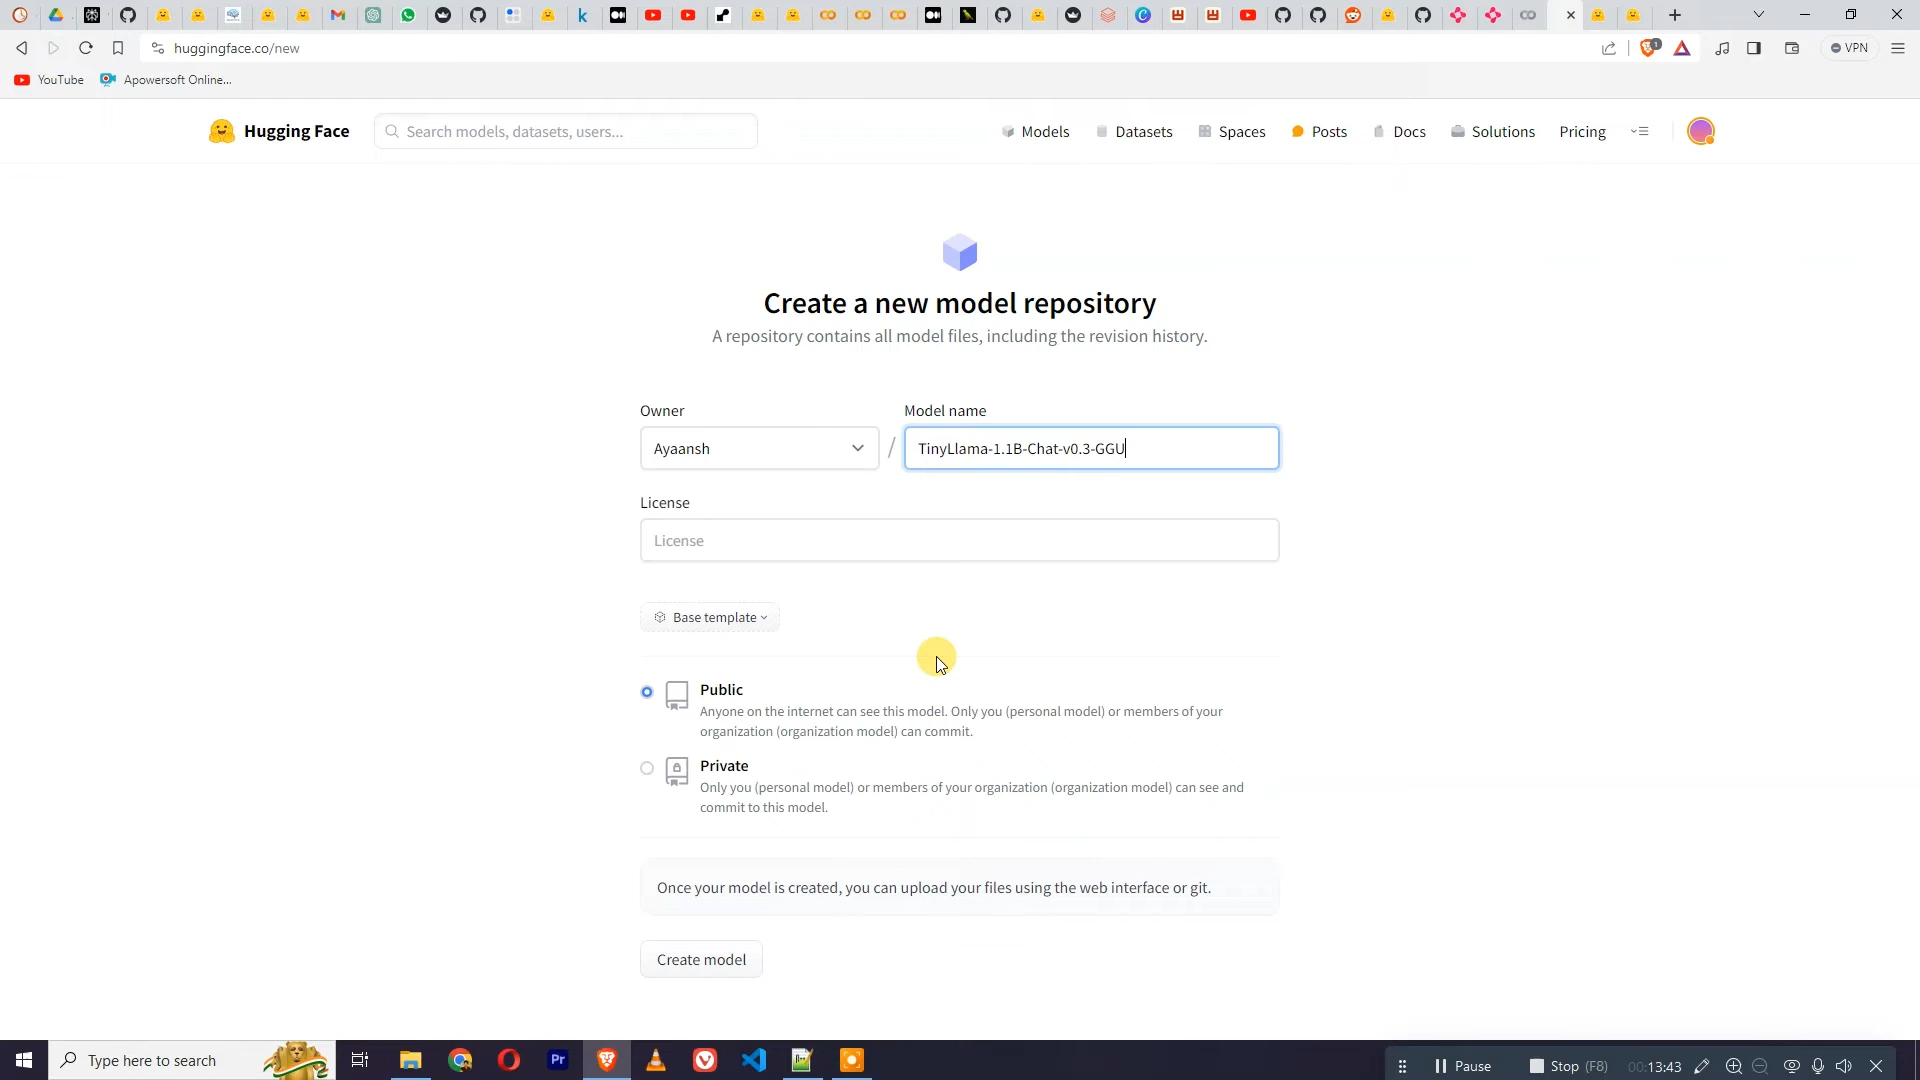 huggingface.co/new
1
VPN
YouTube
Apowersoft Online...
Hugging Face
Search models, datasets, users...
Models
Datasets
Spaces
Posts
Docs
Solutions
Pricing
Create a new model repository
A repository contains all model files, including the revision history.
Owner
Model name
Ayaansh
/
TinyLlama-1.1B-Chat-v0.3-GGU
License
License
Base template
Public
Anyone on the internet can see this model. Only you (personal model) or members of your
organization (organization model) can commit.
Private
Only you (personal model) or members of your organization (organization model) can see and
commit to this model.
Once your model is created, you can upload your files using the web interface or git.
Create model
Type here to search
Pr
Pause
Stop (F8)
00:13:43